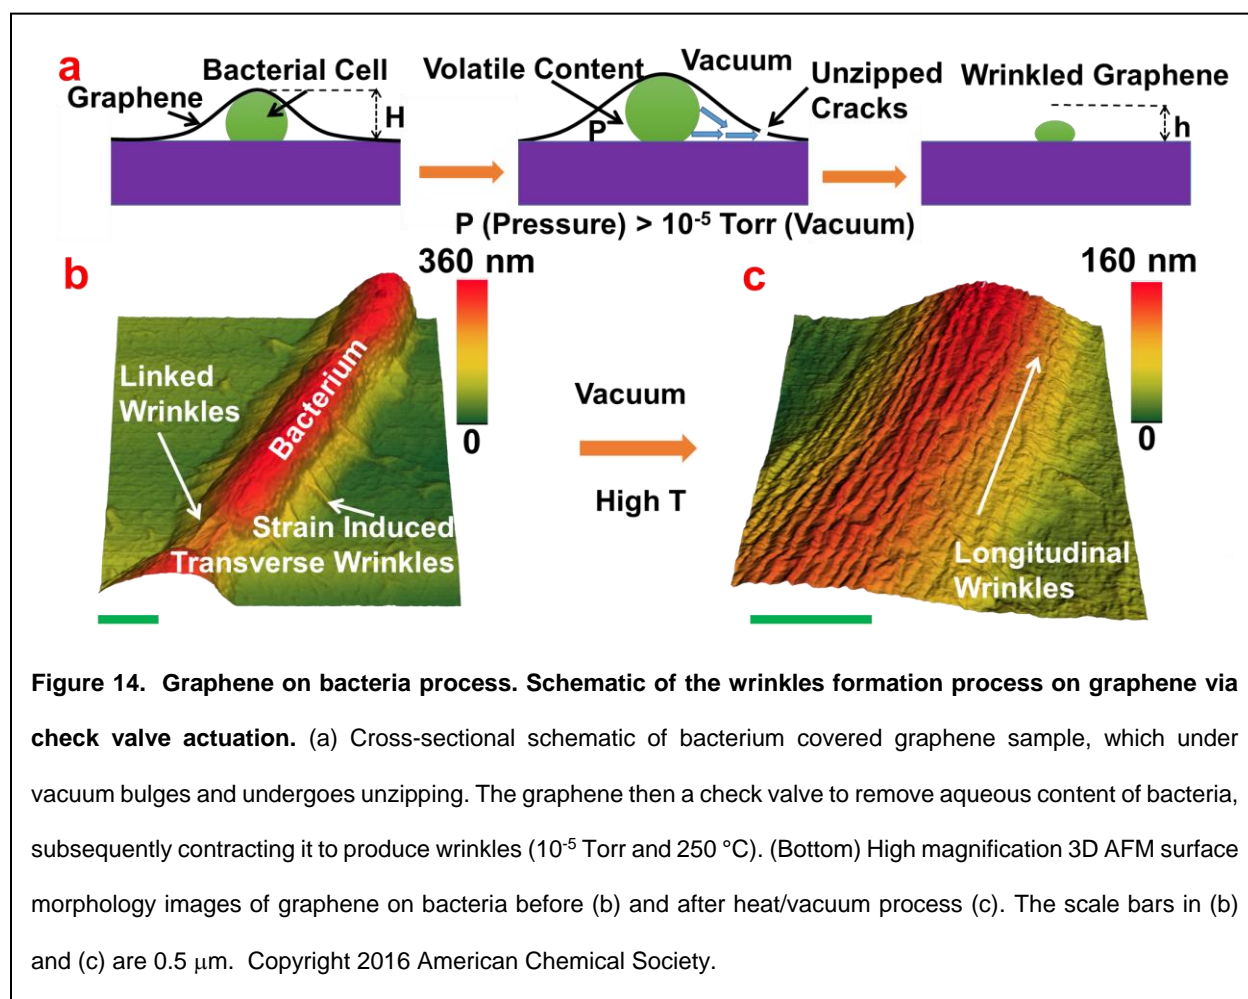 a
Bacterial Cell
Graphene
H
Volatile Content
Vacuum
Unzipped
Cracks
P
Wrinkled Graphene
h
P (Pressure) > 10⁻⁵ Torr (Vacuum)
b
360 nm
0
Linked
Wrinkles
Bacterium
Strain Induced
Transverse Wrinkles
Vacuum
High T
c
160 nm
0
Longitudinal
Wrinkles
Figure 14.  Graphene on bacteria process. Schematic of the wrinkles formation process on graphene via
check valve actuation. (a) Cross-sectional schematic of bacterium covered graphene sample, which under
vacuum bulges and undergoes unzipping. The graphene then a check valve to remove aqueous content of bacteria,
subsequently contracting it to produce wrinkles (10⁻⁵ Torr and 250 °C). (Bottom) High magnification 3D AFM surface
morphology images of graphene on bacteria before (b) and after heat/vacuum process (c). The scale bars in (b)
and (c) are 0.5 μm.  Copyright 2016 American Chemical Society.